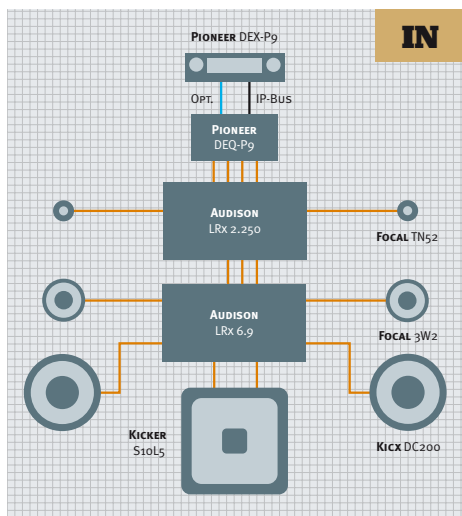 IN
Pioneer DEX-P9
Opt. IP-Bus
Pioneer
DEQ-P9
Audison
LRx 2.250
Focal TN52
Audison
LRx 6.9
Focal 3W2
Kicker
S10L5
Kicx DC200